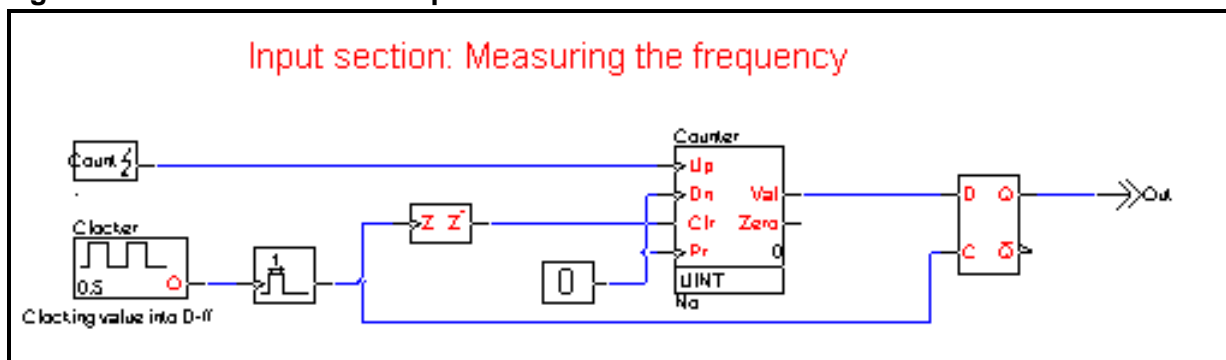 Input section: Measuring the frequency
Counter
Count
Up
Dn Val
Clr Zero
Pr 0
UINT
No
Z Z
0
D Q
C Q
Out
Clocker
0.5 O
1
Clocking value into D-ff